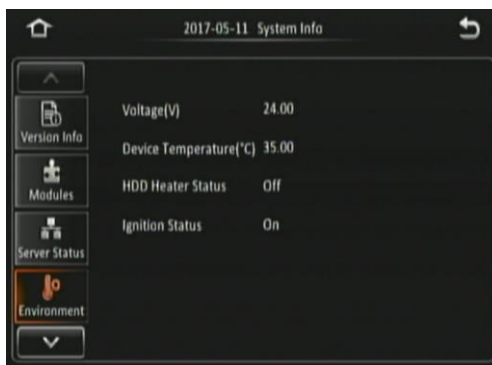 2017-05-11 System Info
Version Info
Modules
Server Status
Environment
Voltage(V) 24.00
Device Temperature(°C) 35.00
HDD Heater Status Off
Ignition Status On